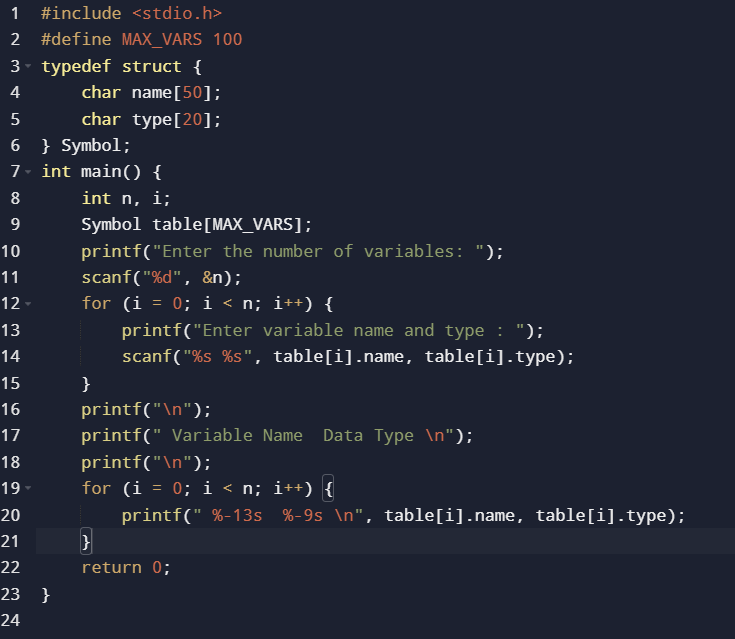 1 #include <stdio.h>
2 #define MAX_VARS 100
3 typedef struct {
4     char name[50];
5     char type[20];
6 } Symbol;
7 int main() {
8     int n, i;
9     Symbol table[MAX_VARS];
10     printf("Enter the number of variables: ");
11     scanf("%d", &n);
12     for (i = 0; i < n; i++) {
13         printf("Enter variable name and type : ");
14         scanf("%s %s", table[i].name, table[i].type);
15     }
16     printf("\n");
17     printf(" Variable Name  Data Type \n");
18     printf("\n");
19     for (i = 0; i < n; i++) {
20         printf(" %-13s  %-9s \n", table[i].name, table[i].type);
21     }
22     return 0;
23 }
24